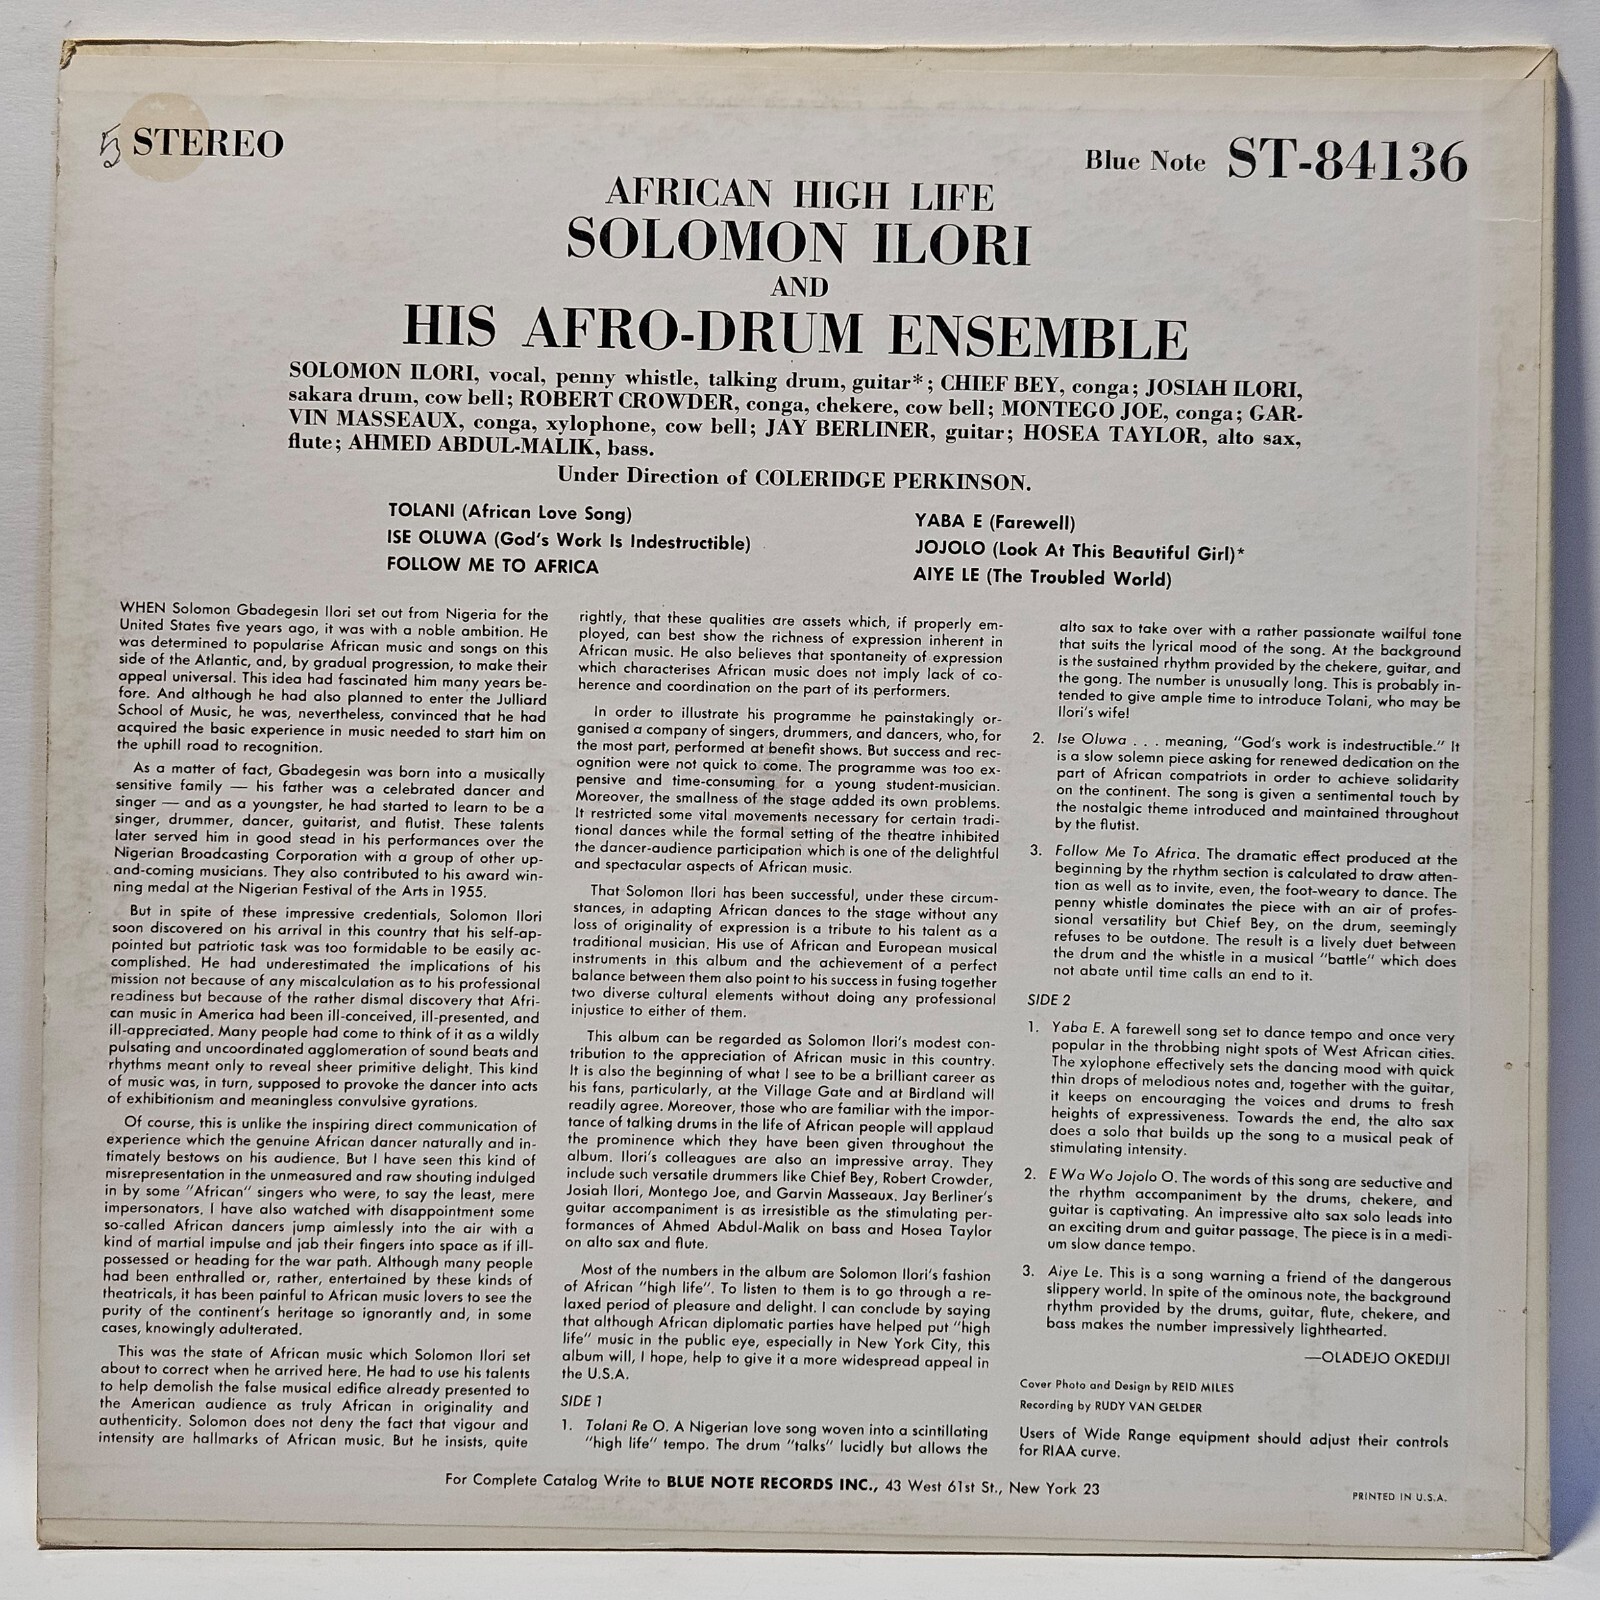 5 STEREO
Blue Note ST-84136
AFRICAN HIGH LIFE
SOLOMON ILORI
AND
HIS AFRO-DRUM ENSEMBLE
SOLOMON ILORI, vocal, penny whistle, talking drum, guitar*; CHIEF BEY, conga; JOSIAH ILORI,
sakara drum, cow bell; ROBERT CROWDER, conga, chekere, cow bell; MONTEGO JOE, conga; GAR-
VIN MASSEAUX, conga, xylophone, cow bell; JAY BERLINER, guitar; HOSEA TAYLOR, alto sax,
flute; AHMED ABDUL-MALIK, bass.
Under Direction of COLERIDGE PERKINSON.
TOLANI (African Love Song)
ISE OLUWA (God's Work Is Indestructible)
FOLLOW ME TO AFRICA
YABA E (Farewell)
JOJOLO (Look At This Beautiful Girl)*
AIYE LE (The Troubled World)
WHEN Solomon Gbadegesin Ilori set out from Nigeria for the
United States five years ago, it was with a noble ambition. He
was determined to popularise African music and songs on this
side of the Atlantic, and, by gradual progression, to make their
appeal universal. This idea had fascinated him many years be-
fore. And although he had also planned to enter the Julliard
School of Music, he was, nevertheless, convinced that he had
acquired the basic experience in music needed to start him on
the uphill road to recognition.
As a matter of fact, Gbadegesin was born into a musically
sensitive family — his father was a celebrated dancer and
singer — and as a youngster, he had started to learn to be a
singer, drummer, dancer, guitarist, and flutist. These talents
later served him in good stead in his performances over the
Nigerian Broadcasting Corporation with a group of other up-
and-coming musicians. They also contributed to his award win-
ning medal at the Nigerian Festival of the Arts in 1955.
But in spite of these impressive credentials, Solomon Ilori
soon discovered on his arrival in this country that his self-ap-
pointed but patriotic task was too formidable to be easily ac-
complished. He had underestimated the implications of his
mission not because of any miscalculation as to his professional
readiness but because of the rather dismal discovery that Afri-
can music in America had been ill-conceived, ill-presented, and
ill-appreciated. Many people had come to think of it as a wildly
pulsating and uncoordinated agglomeration of sound beats and
rhythms meant only to reveal sheer primitive delight. This kind
of music was, in turn, supposed to provoke the dancer into acts
of exhibitionism and meaningless convulsive gyrations.
Of course, this is unlike the inspiring direct communication of
experience which the genuine African dancer naturally and in-
timately bestows on his audience. But I have seen this kind of
misrepresentation in the unmeasured and raw shouting indulged
in by some "African" singers who were, to say the least, mere
impersonators. I have also watched with disappointment some
so-called African dancers jump aimlessly into the air with a
kind of martial impulse and jab their fingers into space as if ill-
possessed or heading for the war path. Although many people
had been enthralled or, rather, entertained by these kinds of
theatricals, it has been painful to African music lovers to see the
purity of the continent's heritage so ignorantly and, in some
cases, knowingly adulterated.
This was the state of African music which Solomon Ilori set
about to correct when he arrived here. He had to use his talents
to help demolish the false musical edifice already presented to
the American audience as truly African in originality and
authenticity. Solomon does not deny the fact that vigour and
intensity are hallmarks of African music. But he insists, quite
rightly, that these qualities are assets which, if properly em-
ployed, can best show the richness of expression inherent in
African music. He also believes that spontaneity of expression
which characterises African music does not imply lack of co-
herence and coordination on the part of its performers.
In order to illustrate his programme he painstakingly or-
ganised a company of singers, drummers, and dancers, who, for
the most part, performed at benefit shows. But success and rec-
ognition were not quick to come. The programme was too ex-
pensive and time-consuming for a young student-musician.
Moreover, the smallness of the stage added its own problems.
It restricted some vital movements necessary for certain tradi-
tional dances while the formal setting of the theatre inhibited
the dancer-audience participation which is one of the delightful
and spectacular aspects of African music.
That Solomon Ilori has been successful, under these circum-
stances, in adapting African dances to the stage without any
loss of originality of expression is a tribute to his talent as a
traditional musician. His use of African and European musical
instruments in this album and the achievement of a perfect
balance between them also point to his success in fusing together
two diverse cultural elements without doing any professional
injustice to either of them.
This album can be regarded as Solomon Ilori's modest con-
tribution to the appreciation of African music in this country.
It is also the beginning of what I see to be a brilliant career as
his fans, particularly, at the Village Gate and at Birdland will
readily agree. Moreover, those who are familiar with the impor-
tance of talking drums in the life of African people will applaud
the prominence which they have been given throughout the
album. Ilori's colleagues are also an impressive array. They
include such versatile drummers like Chief Bey, Robert Crowder,
Josiah Ilori, Montego Joe, and Garvin Masseaux. Jay Berliner's
guitar accompaniment is as irresistible as the stimulating per-
formances of Ahmed Abdul-Malik on bass and Hosea Taylor
on alto sax and flute.
Most of the numbers in the album are Solomon Ilori's fashion
of African "high life". To listen to them is to go through a re-
laxed period of pleasure and delight. I can conclude by saying
that although African diplomatic parties have helped put "high
life" music in the public eye, especially in New York City, this
album will, I hope, help to give it a more widespread appeal in
the U.S.A.
SIDE 1
1. Tolani Re O. A Nigerian love song woven into a scintillating
"high life" tempo. The drum "talks" lucidly but allows the
alto sax to take over with a rather passionate wailful tone
that suits the lyrical mood of the song. At the background
is the sustained rhythm provided by the chekere, guitar, and
the gong. The number is unusually long. This is probably in-
tended to give ample time to introduce Tolani, who may be
Ilori's wife!
2. Ise Oluwa . . . meaning, "God's work is indestructible." It
is a slow solemn piece asking for renewed dedication on the
part of African compatriots in order to achieve solidarity
on the continent. The song is given a sentimental touch by
the nostalgic theme introduced and maintained throughout
by the flutist.
3. Follow Me To Africa. The dramatic effect produced at the
beginning by the rhythm section is calculated to draw atten-
tion as well as to invite, even, the foot-weary to dance. The
penny whistle dominates the piece with an air of profes-
sional versatility but Chief Bey, on the drum, seemingly
refuses to be outdone. The result is a lively duet between
the drum and the whistle in a musical "battle" which does
not abate until time calls an end to it.
SIDE 2
1. Yaba E. A farewell song set to dance tempo and once very
popular in the throbbing night spots of West African cities.
The xylophone effectively sets the dancing mood with quick
thin drops of melodious notes and, together with the guitar,
it keeps on encouraging the voices and drums to fresh
heights of expressiveness. Towards the end, the alto sax
does a solo that builds up the song to a musical peak of
stimulating intensity.
2. E Wa Wo Jojolo O. The words of this song are seductive and
the rhythm accompaniment by the drums, chekere, and
guitar is captivating. An impressive alto sax solo leads into
an exciting drum and guitar passage. The piece is in a medi-
um slow dance tempo.
3. Aiye Le. This is a song warning a friend of the dangerous
slippery world. In spite of the ominous note, the background
rhythm provided by the drums, guitar, flute, chekere, and
bass makes the number impressively lighthearted.
—OLADEJO OKEDIJI
Cover Photo and Design by REID MILES
Recording by RUDY VAN GELDER
Users of Wide Range equipment should adjust their controls
for RIAA curve.
For Complete Catalog Write to BLUE NOTE RECORDS INC., 43 West 61st St., New York 23
PRINTED IN U.S.A.